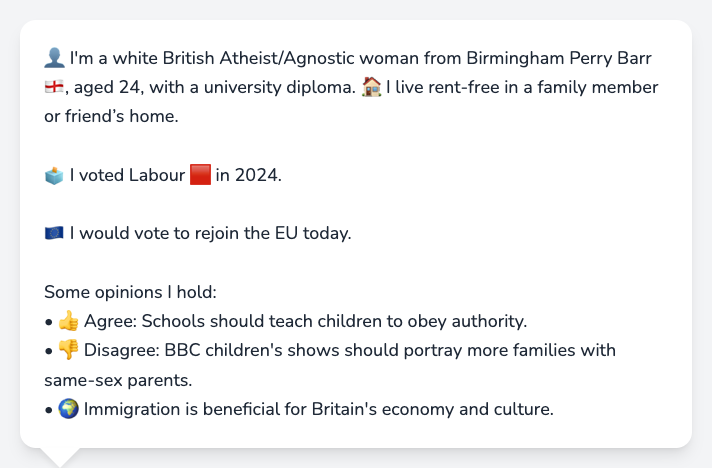 👤 I'm a white British Atheist/Agnostic woman from Birmingham Perry Barr
🏴󠁧󠁢󠁥󠁮󠁧󠁿, aged 24, with a university diploma. 🏠 I live rent-free in a family member
or friend’s home.
🗳️ I voted Labour 🟥 in 2024.
🇪🇺 I would vote to rejoin the EU today.
Some opinions I hold:
• 👍 Agree: Schools should teach children to obey authority.
• 👎 Disagree: BBC children's shows should portray more families with
same-sex parents.
• 🌍 Immigration is beneficial for Britain's economy and culture.